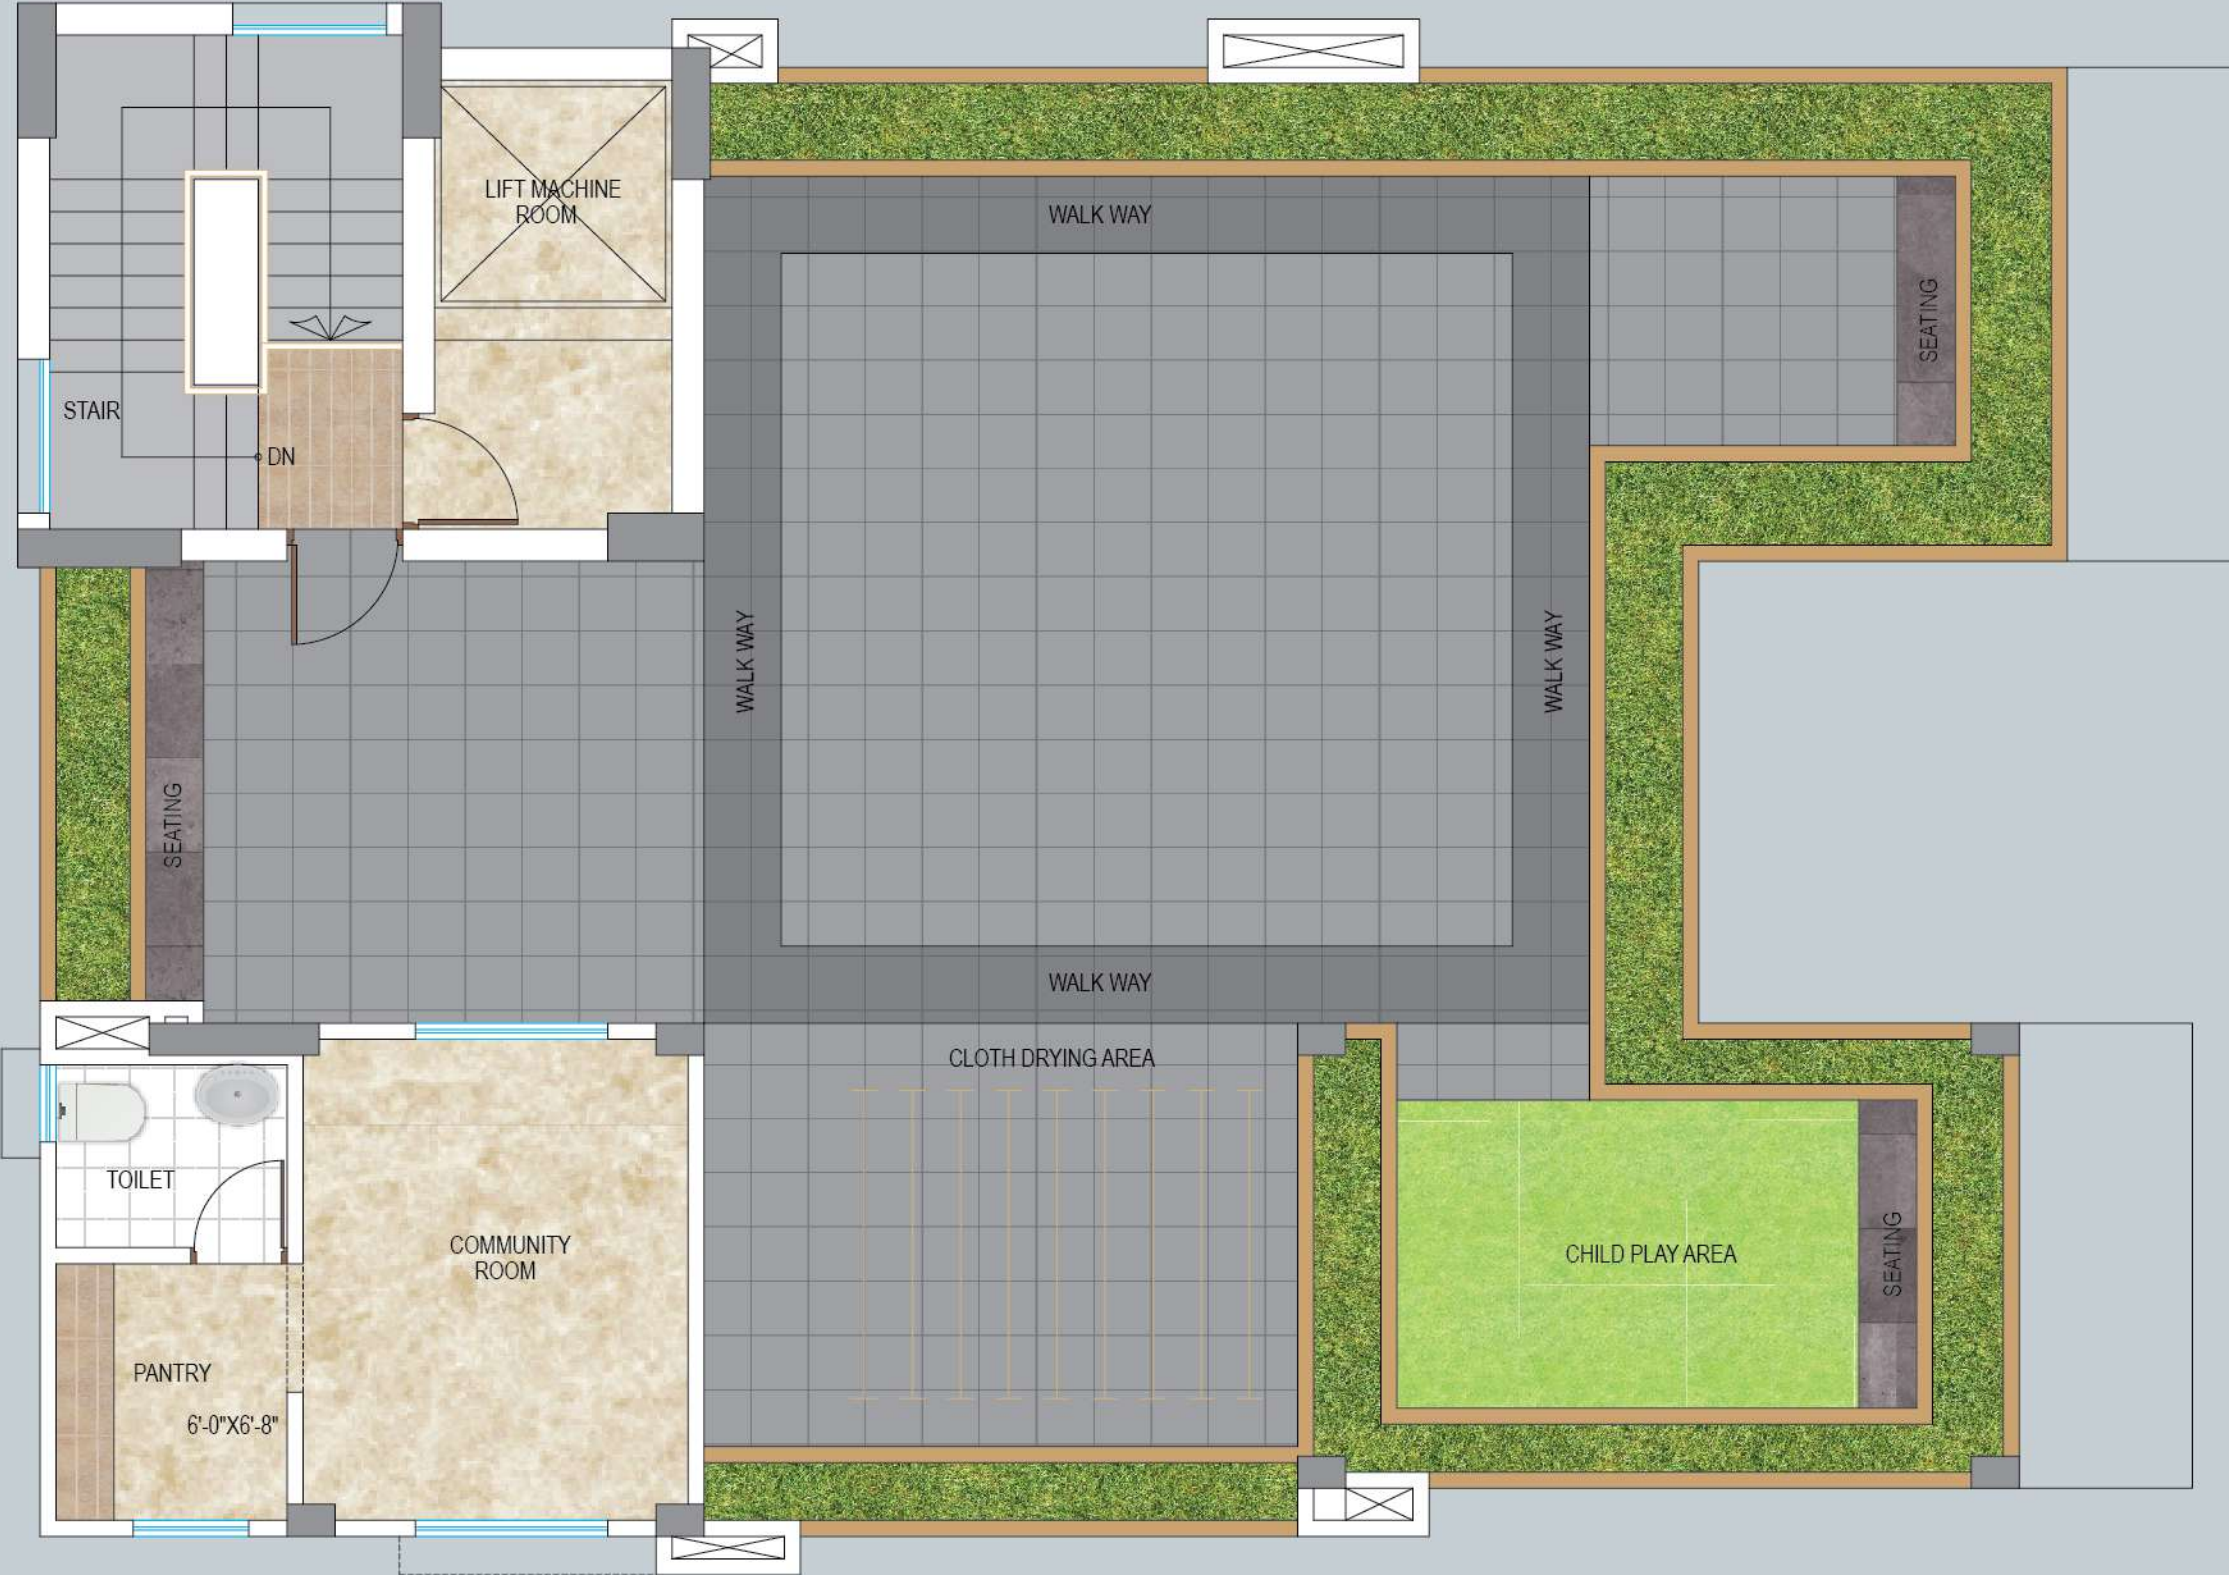 LIFT MACHINE
ROOM
WALK WAY
SEATING
STAIR
DN
WALK WAY
WALK WAY
SEATING
WALK WAY
CLOTH DRYING AREA
TOILET
COMMUNITY
ROOM
CHILD PLAY AREA
SEATING
PANTRY
6'-0"X6'-8"